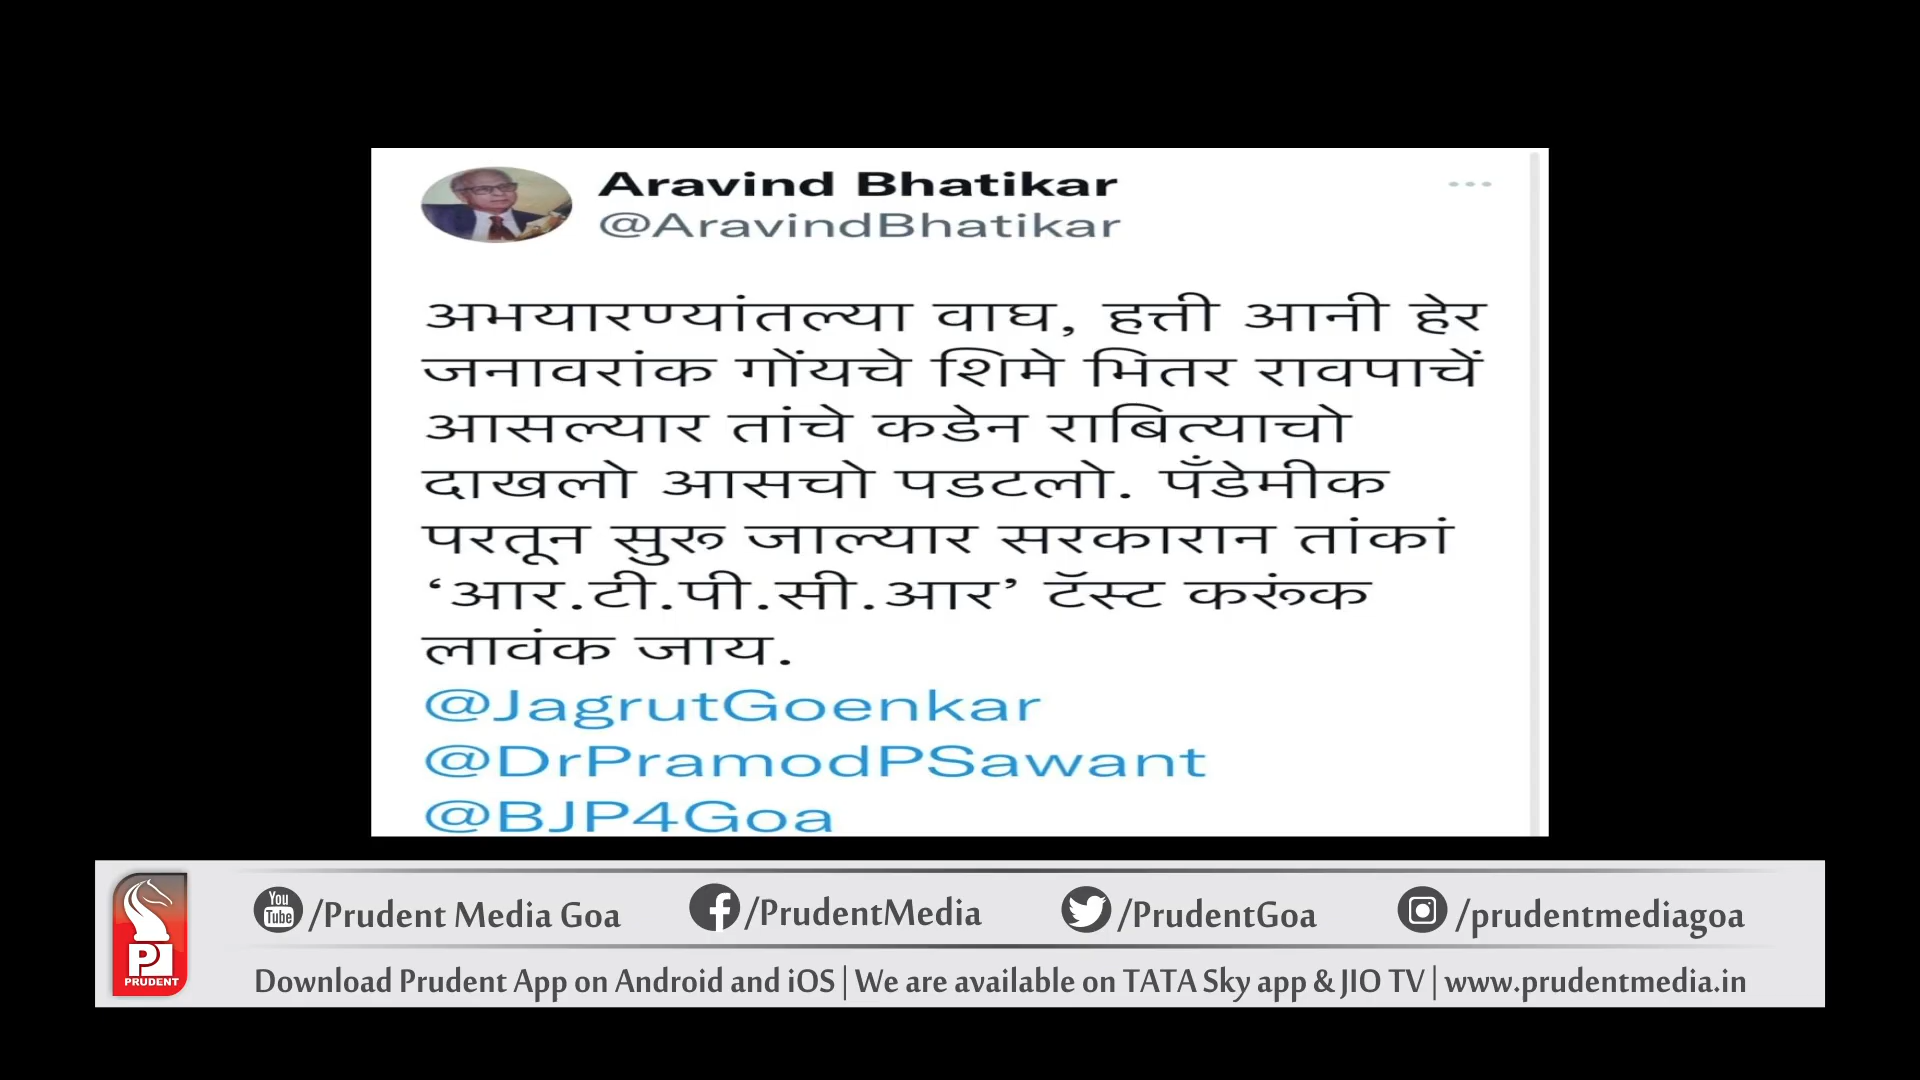 Aravind Bhatikar
@AravindBhatikar
अभयारण्यांतल्या वाघ, हत्ती आनी हेर
जनावरांक गोंयचे शिमे भितर रावपाचें
आसल्यार तांचे कडेन राबित्याचो
दाखलो आसचो पडटलो. पँडेमीक
परतून सुरू जाल्यार सरकारान तांकां
‘आर.टी.पी.सी.आर’ टॅस्ट करूंक
लावंक जाय.
@JagrutGoenkar
@DrPramodPSawant
@BJP4Goa
PRUDENT
You Tube /Prudent Media Goa /PrudentMedia /PrudentGoa /prudentmediagoa
Download Prudent App on Android and iOS | We are available on TATA Sky app & JIO TV | www.prudentmedia.in